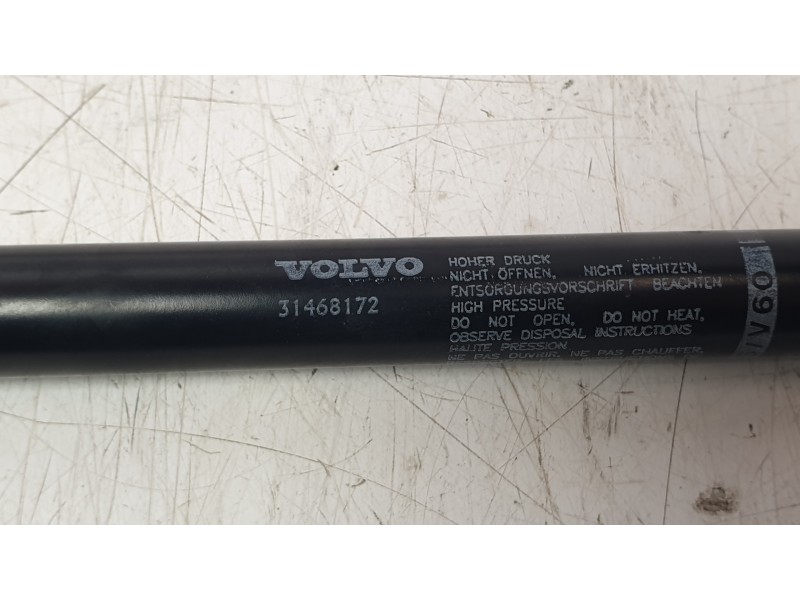 VOLVO
31468172
HOHER DRUCK
NICHT ÖFFNEN, NICHT ERHITZEN,
ENTSORGUNGSVORSCHRIFT BEACHTEN
HIGH PRESSURE
DO NOT OPEN, DO NOT HEAT,
OBSERVE DISPOSAL INSTRUCTIONS
HAUTE PRESSION
NE PAS OUVRIR, NE PAS CHAUFFER,
/V60